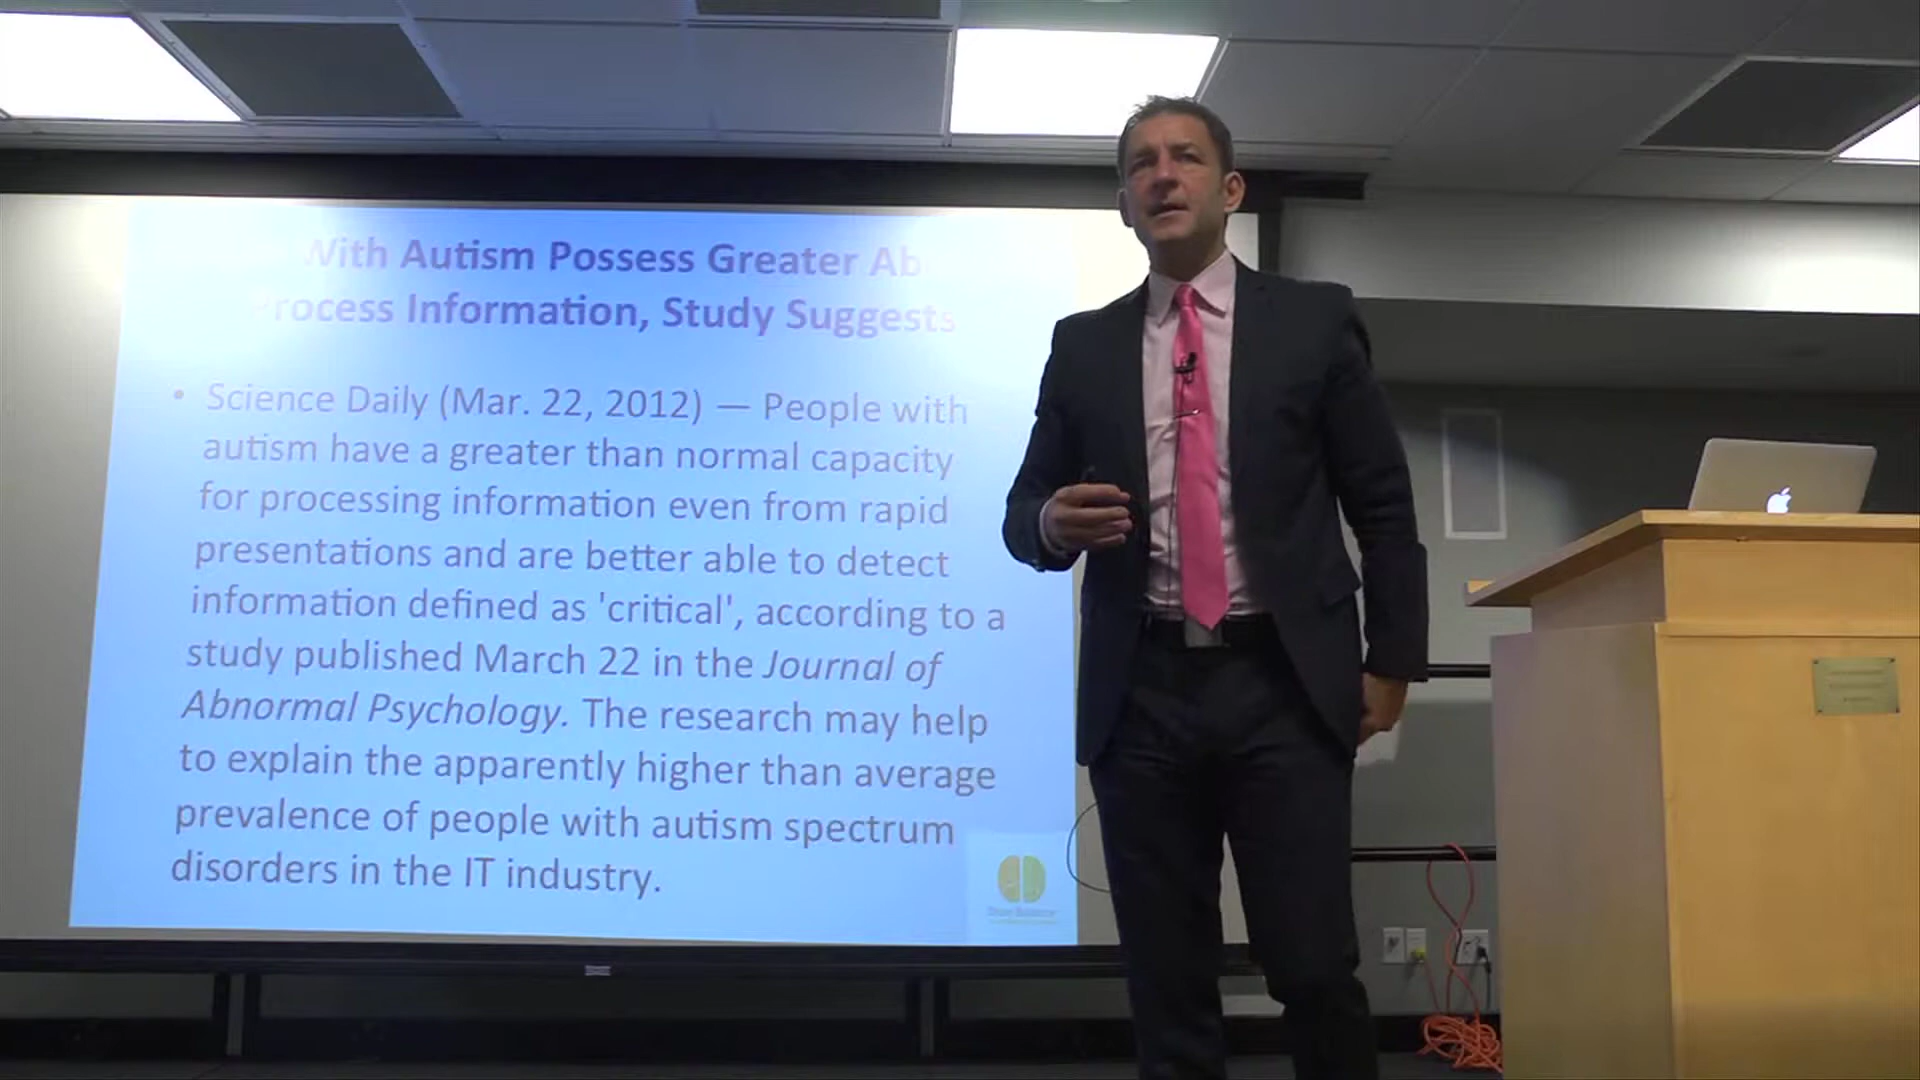 With Autism Possess Greater Ab
Process Information, Study Suggests
• Science Daily (Mar. 22, 2012) — People with
autism have a greater than normal capacity
for processing information even from rapid
presentations and are better able to detect
information defined as 'critical', according to a
study published March 22 in the Journal of
Abnormal Psychology. The research may help
to explain the apparently higher than average
prevalence of people with autism spectrum
disorders in the IT industry.